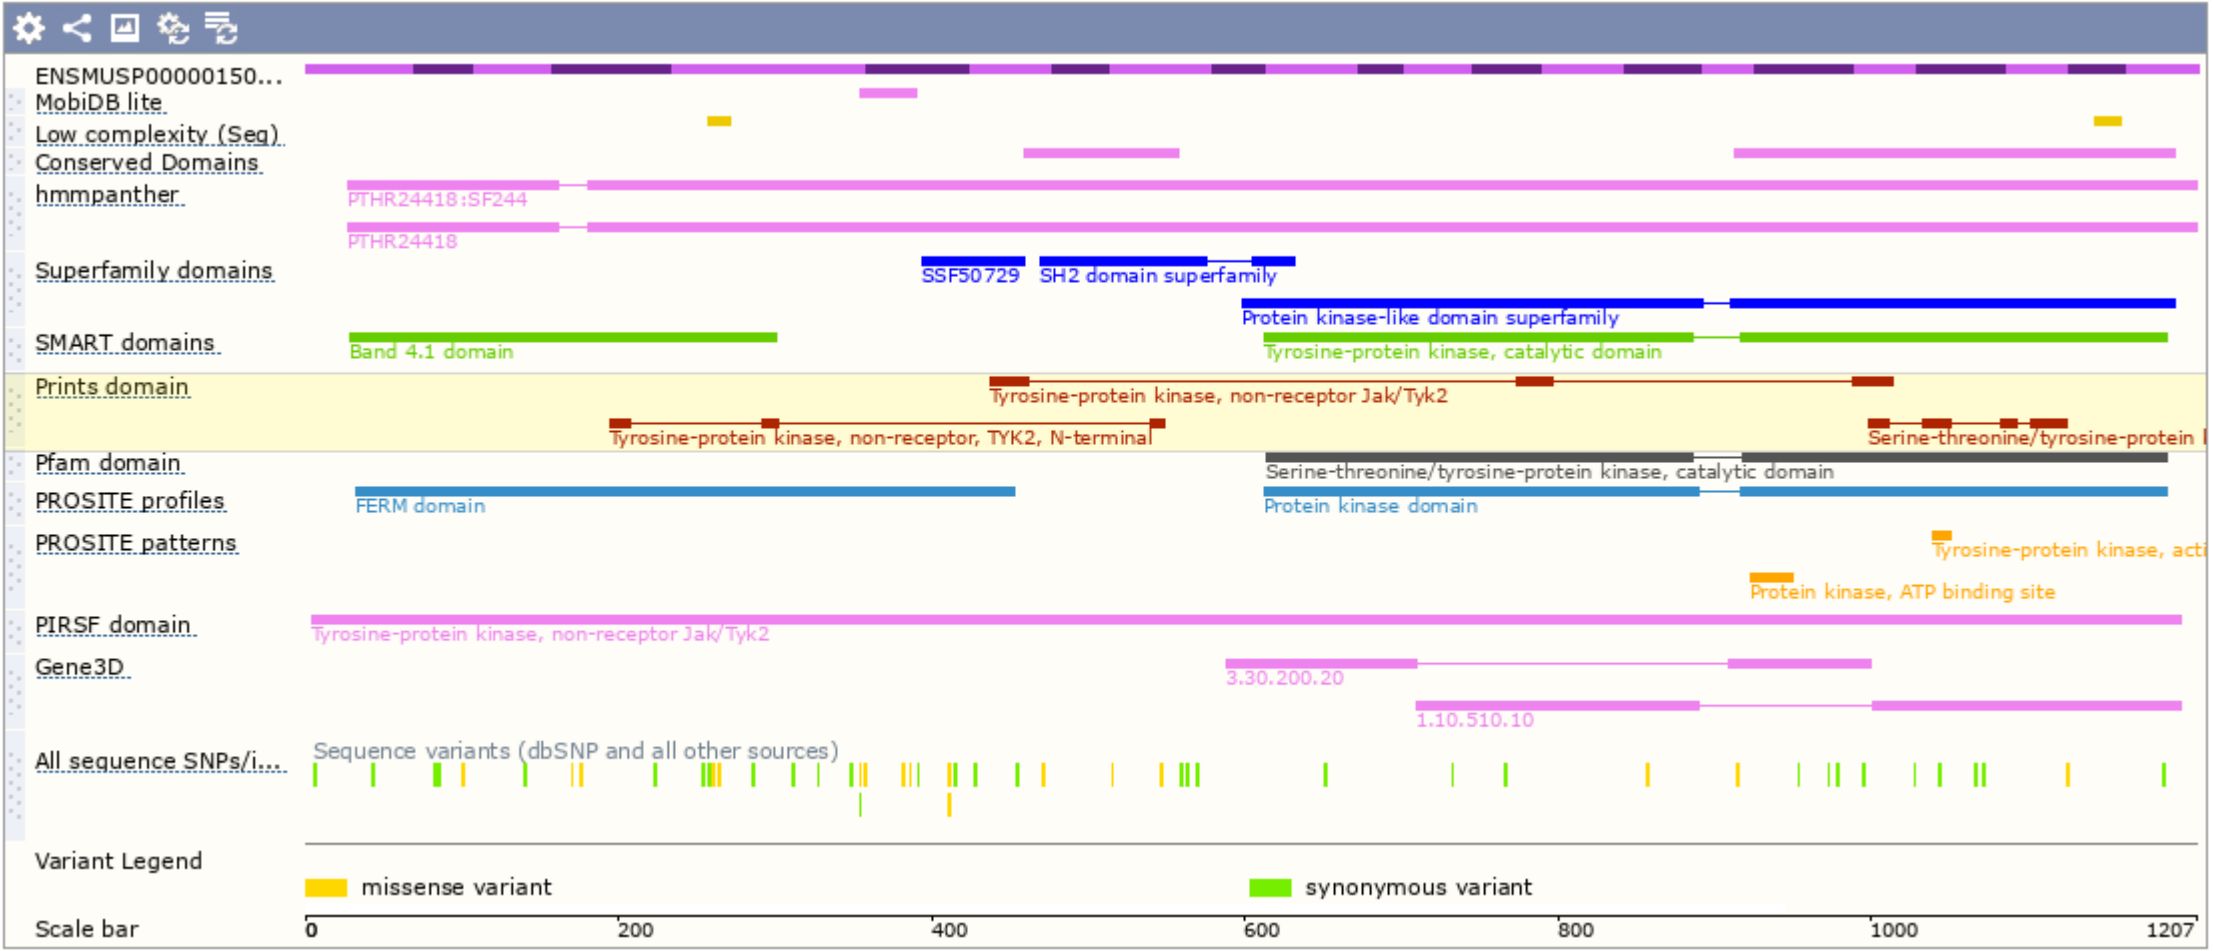 ENSMUSP00000150...
MobiDB lite
Low complexity (Seg)
Conserved Domains
hmmpanther
PTHR24418:SF244
PTHR24418
Superfamily domains
SSF50729 SH2 domain superfamily
Protein kinase-like domain superfamily
SMART domains
Band 4.1 domain Tyrosine-protein kinase, catalytic domain
Prints domain
Tyrosine-protein kinase, non-receptor Jak/Tyk2
Tyrosine-protein kinase, non-receptor, TYK2, N-terminal Serine-threonine/tyrosine-protein
Pfam domain
Serine-threonine/tyrosine-protein kinase, catalytic domain
PROSITE profiles
FERM domain Protein kinase domain
PROSITE patterns
Tyrosine-protein kinase, acti
Protein kinase, ATP binding site
PIRSF domain
Tyrosine-protein kinase, non-receptor Jak/Tyk2
Gene3D
3.30.200.20
1.10.510.10
Sequence variants (dbSNP and all other sources)
All sequence SNPs/i...
Variant Legend
missense variant synonymous variant
Scale bar 0 200 400 600 800 1000 1207